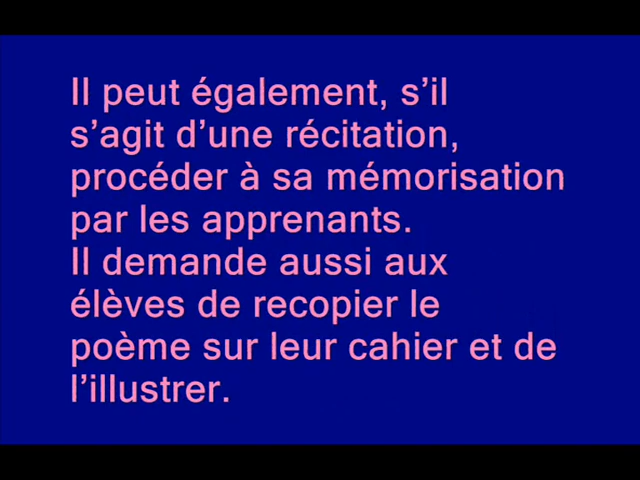 Il peut également, s’il
s’agit d’une récitation,
procéder à sa mémorisation
par les apprenants.
Il demande aussi aux
élèves de recopier le
poème sur leur cahier et de
l’illustrer.